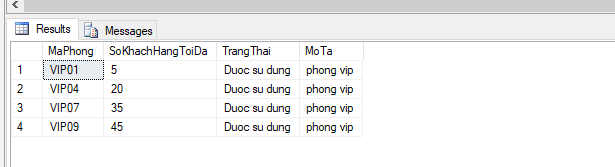 Results Messages
MaPhong SoKhachHangToiDa TrangThai MoTa
1 VIP01 5 Duoc su dung phong vip
2 VIP04 20 Duoc su dung phong vip
3 VIP07 35 Duoc su dung phong vip
4 VIP09 45 Duoc su dung phong vip